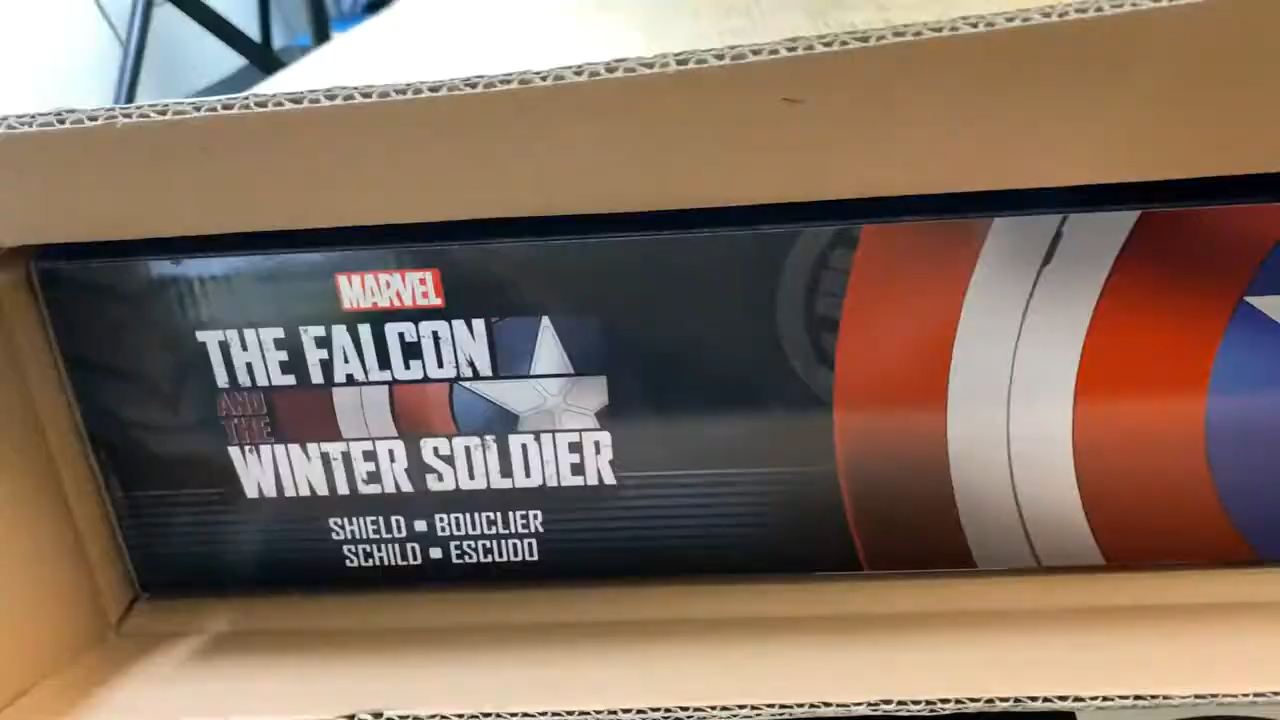 MARVEL
THE FALCON
AND
THE
WINTER SOLDIER
SHIELD ▪ BOUCLIER
SCHILD ▪ ESCUDO